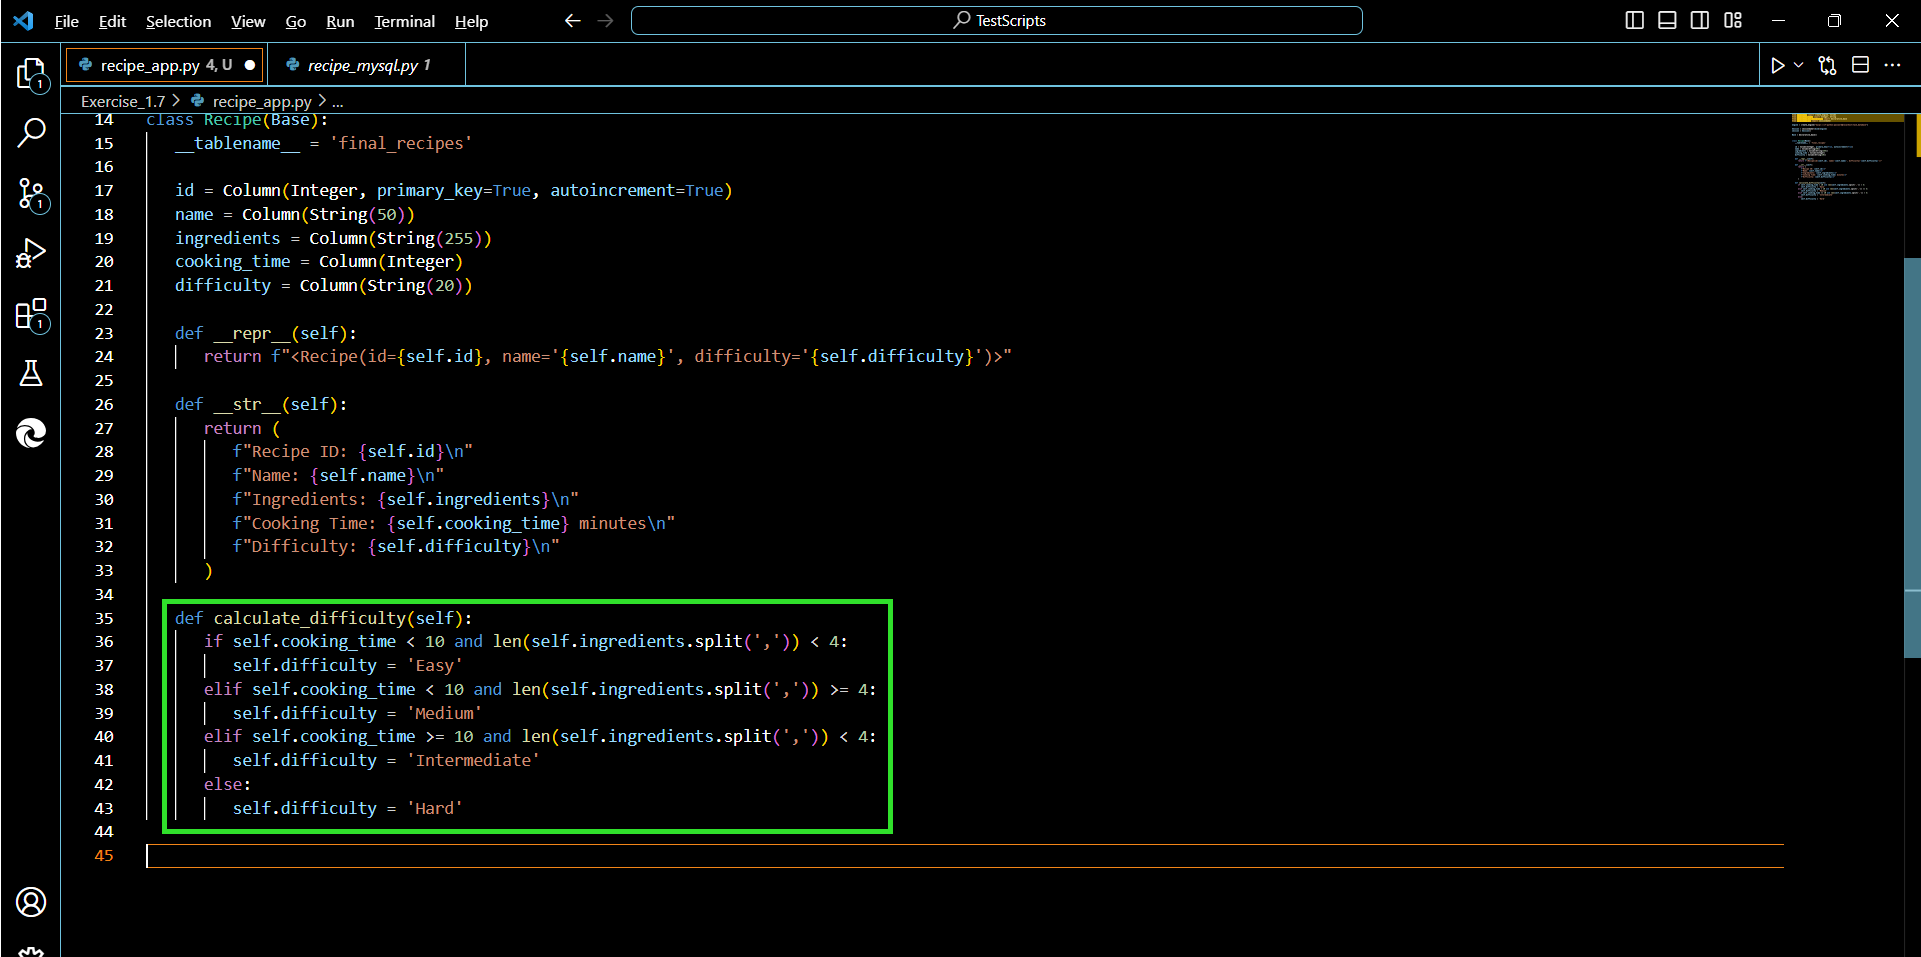 File Edit Selection View Go Run Terminal Help TestScripts
recipe_app.py 4, U recipe_mysql.py 1
Exercise_1.7 > recipe_app.py > ...
14 class Recipe(Base):
15     __tablename__ = 'final_recipes'
16
17     id = Column(Integer, primary_key=True, autoincrement=True)
18     name = Column(String(50))
19     ingredients = Column(String(255))
20     cooking_time = Column(Integer)
21     difficulty = Column(String(20))
22
23     def __repr__(self):
24         return f"<Recipe(id={self.id}, name='{self.name}', difficulty='{self.difficulty}')>"
25
26     def __str__(self):
27         return (
28             f"Recipe ID: {self.id}\n"
29             f"Name: {self.name}\n"
30             f"Ingredients: {self.ingredients}\n"
31             f"Cooking Time: {self.cooking_time} minutes\n"
32             f"Difficulty: {self.difficulty}\n"
33         )
34
35     def calculate_difficulty(self):
36         if self.cooking_time < 10 and len(self.ingredients.split(',')) < 4:
37             self.difficulty = 'Easy'
38         elif self.cooking_time < 10 and len(self.ingredients.split(',')) >= 4:
39             self.difficulty = 'Medium'
40         elif self.cooking_time >= 10 and len(self.ingredients.split(',')) < 4:
41             self.difficulty = 'Intermediate'
42         else:
43             self.difficulty = 'Hard'
44
45
1
1
1